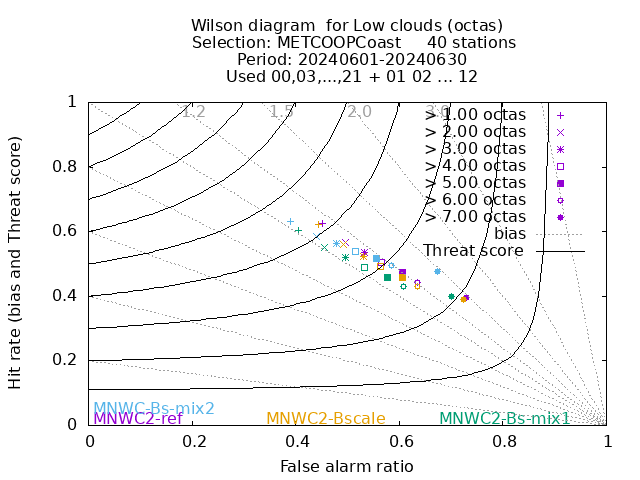 Wilson diagram for Low clouds (octas)
Selection: METCOOPCoast 40 stations
Period: 20240601-20240630
Used 00,03,...,21 + 01 02 ... 12
1.2 1.5 2.0 3.0
> 1.00 octas
> 2.00 octas
> 3.00 octas
> 4.00 octas
> 5.00 octas
> 6.00 octas
> 7.00 octas
bias
Threat score
Hit rate (bias and Threat score)
1
0.8
0.6
0.4
0.2
0
MNWC-Bs-mix2
MNWC2-ref MNWC2-Bscale MNWC2-Bs-mix1
0 0.2 0.4 0.6 0.8 1
False alarm ratio